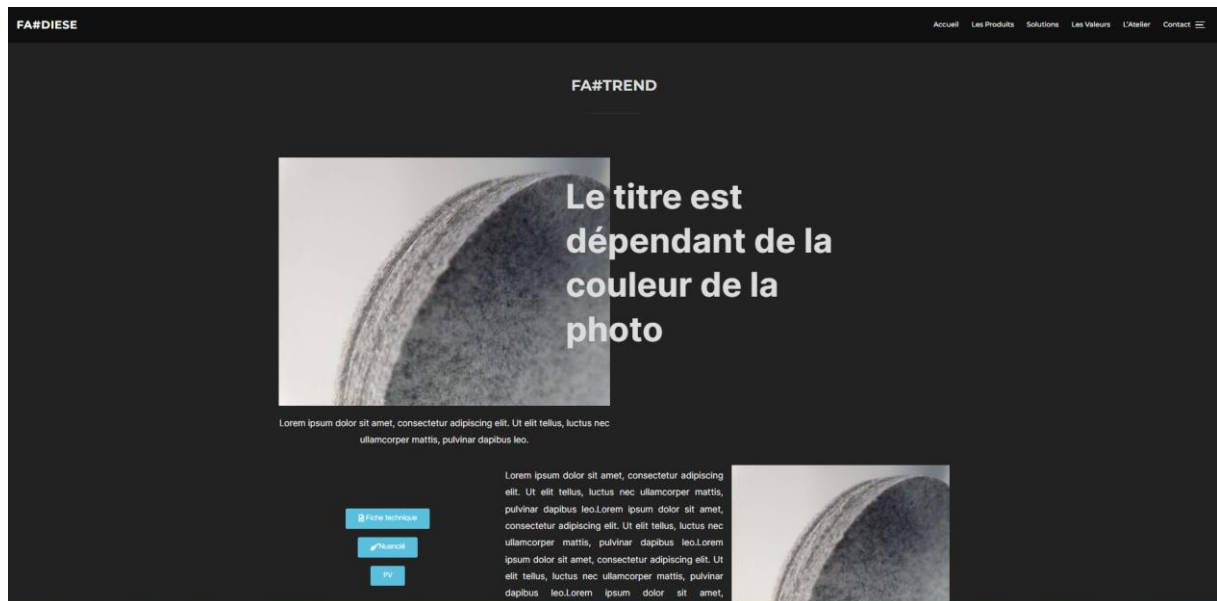 FA#DIESE
Accueil Les Produits Solutions Les Valeurs L'Atelier Contact
FA#TREND
Le titre est
dépendant de la
couleur de la
photo
Lorem ipsum dolor sit amet, consectetur adipiscing elit. Ut elit tellus, luctus nec
ullamcorper mattis, pulvinar dapibus leo.
Fiche technique
Nuancié
PV
Lorem ipsum dolor sit amet, consectetur adipiscing
elit. Ut elit tellus, luctus nec ullamcorper mattis,
pulvinar dapibus leo.Lorem ipsum dolor sit amet,
consectetur adipiscing elit. Ut elit tellus, luctus nec
ullamcorper mattis, pulvinar dapibus leo.Lorem
ipsum dolor sit amet, consectetur adipiscing elit. Ut
elit tellus, luctus nec ullamcorper mattis, pulvinar
dapibus leo.Lorem ipsum dolor sit amet,